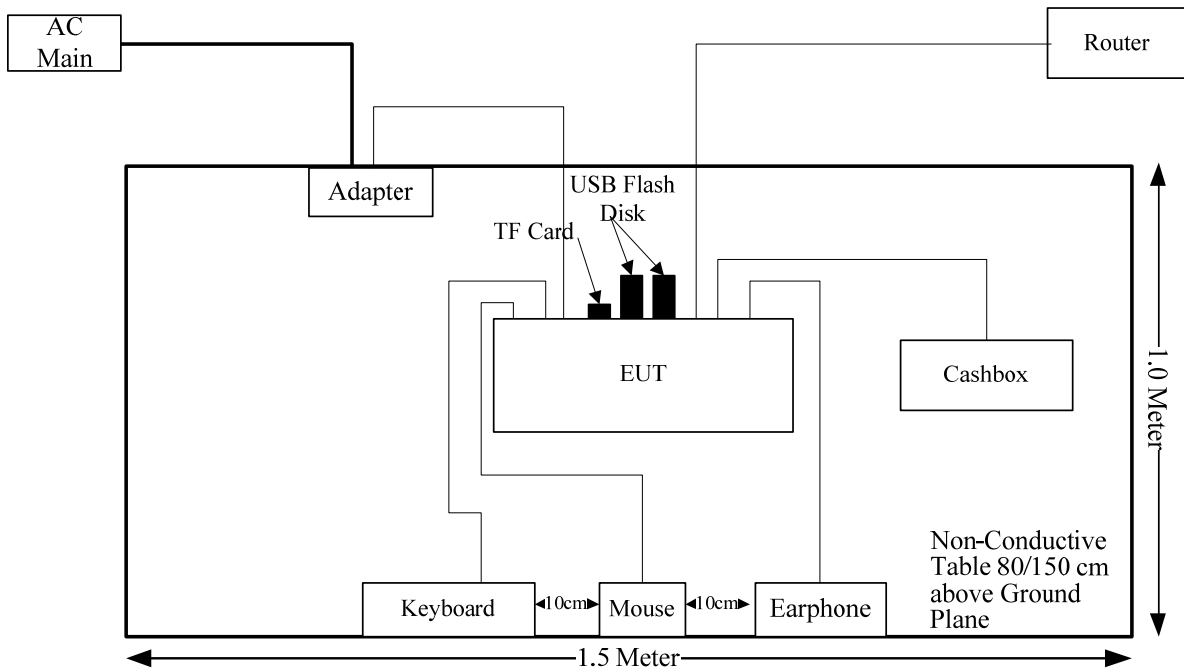 AC
Main
Router
Adapter
USB Flash
Disk
TF Card
EUT
Cashbox
1.0 Meter
Non-Conductive
Table 80/150 cm
above Ground
Plane
Keyboard
10cm
Mouse
10cm
Earphone
1.5 Meter